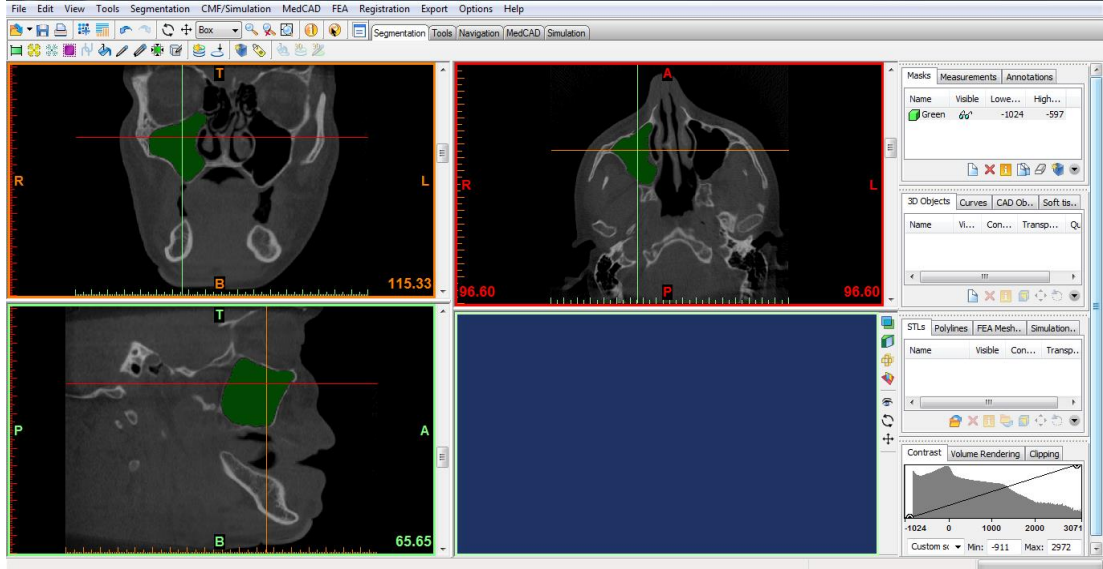 File Edit View Tools Segmentation CMF/Simulation MedCAD FEA Registration Export Options Help
Box
Segmentation Tools Navigation MedCAD Simulation
T
R
L
B
115.33
A
R
L
P
96.60
96.60
T
P
A
B
65.65
Masks Measurements Annotations
Name Visible Lowe... High...
Green -1024 -597
3D Objects Curves CAD Ob.. Soft tis..
Name Vi... Con... Transp... Qu
STLs Polylines FEA Mesh.. Simulation..
Name Visible Con... Transp..
Contrast Volume Rendering Clipping
-1024 0 1000 2000 3071
Custom sc Min: -911 Max: 2972